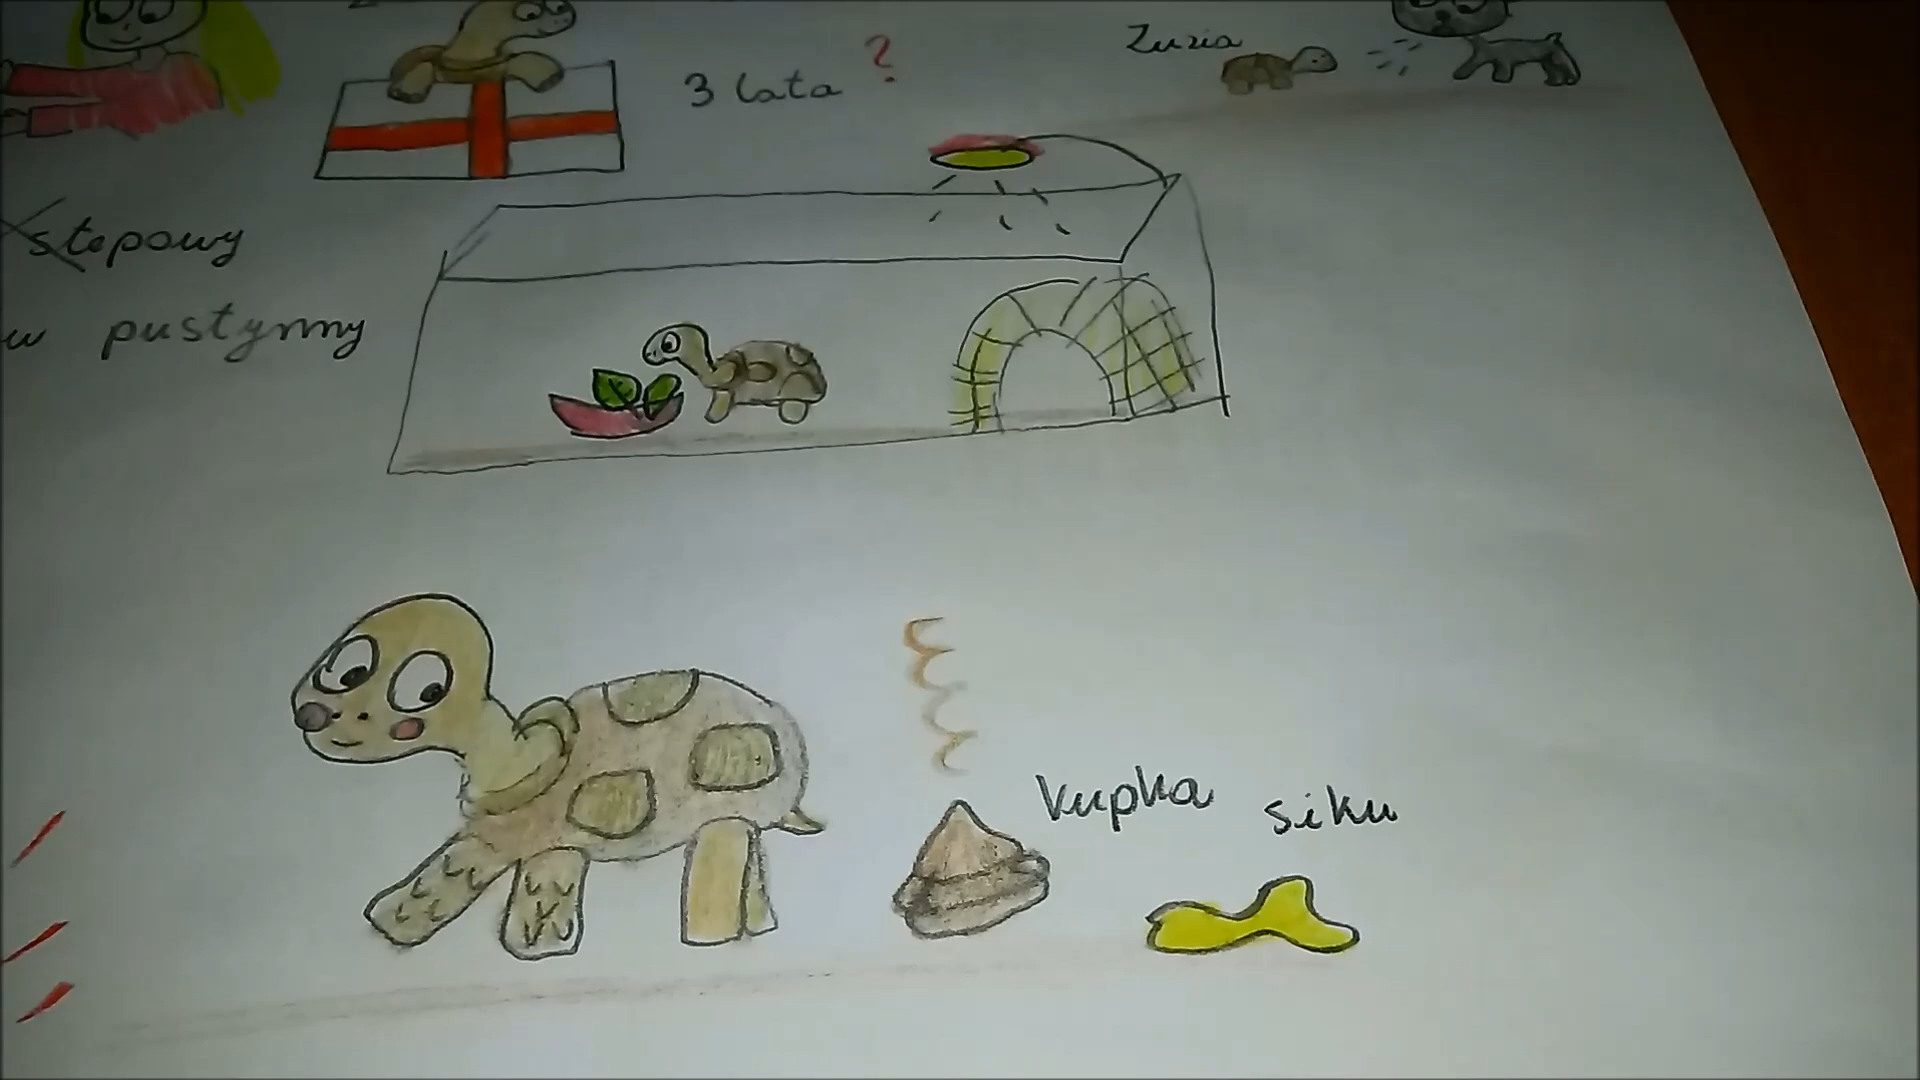 3 lata ?
Zuzia
stepowy
w pustynny
kupka
siku